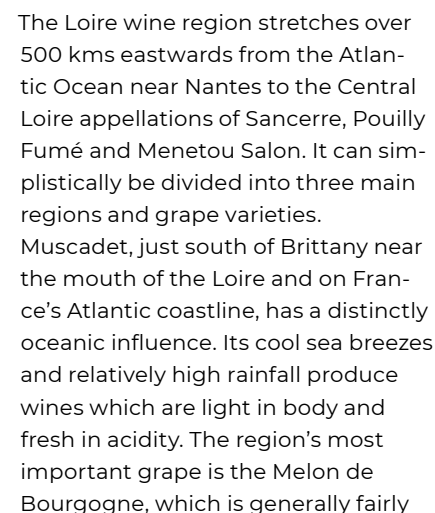 The Loire wine region stretches over
500 kms eastwards from the Atlan-
tic Ocean near Nantes to the Central
Loire appellations of Sancerre, Pouilly
Fumé and Menetou Salon. It can sim-
plistically be divided into three main
regions and grape varieties.
Muscadet, just south of Brittany near
the mouth of the Loire and on Fran-
ce’s Atlantic coastline, has a distinctly
oceanic influence. Its cool sea breezes
and relatively high rainfall produce
wines which are light in body and
fresh in acidity. The region’s most
important grape is the Melon de
Bourgogne, which is generally fairly